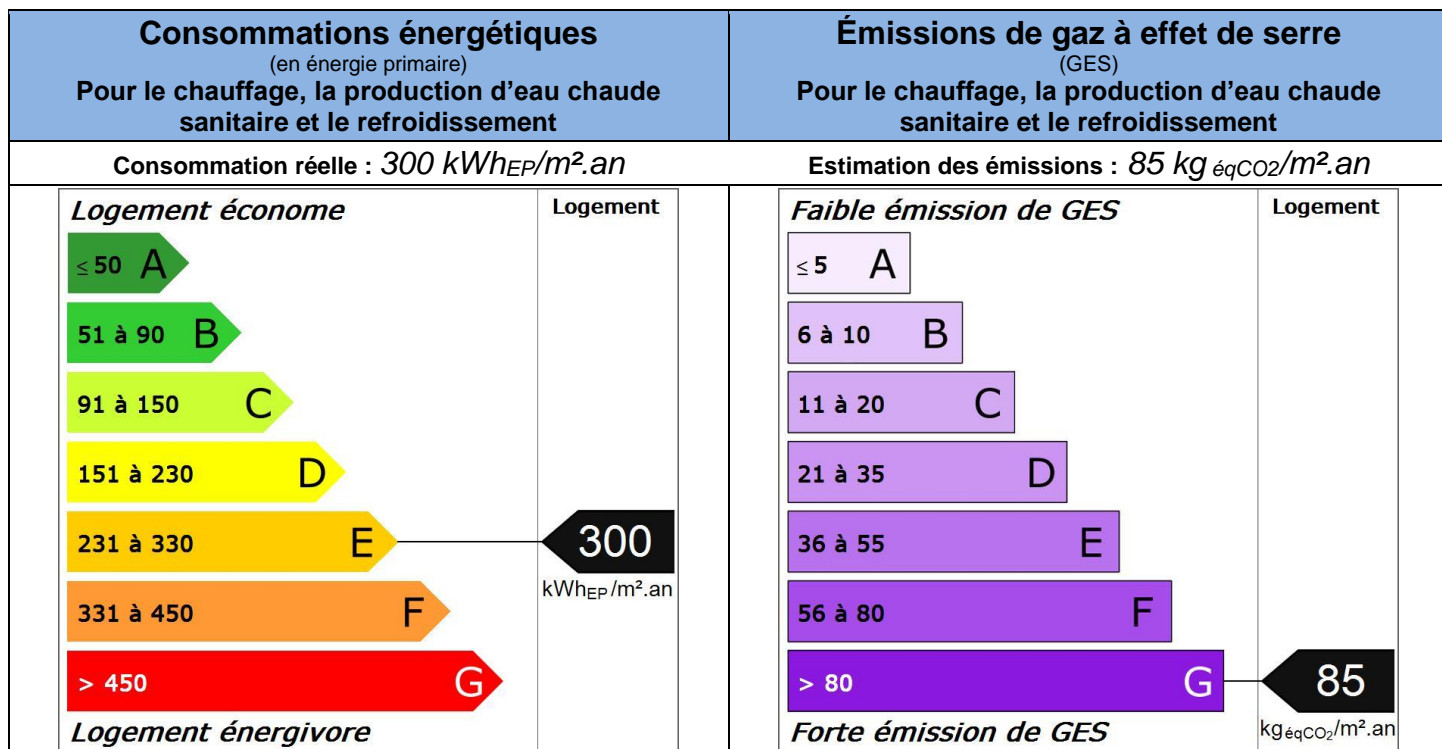 Consommations énergétiques
(en énergie primaire)
Pour le chauffage, la production d’eau chaude
sanitaire et le refroidissement
Consommation réelle : 300 kWhEP/m².an
Logement économe
Logement
≤ 50 A
51 à 90 B
91 à 150 C
151 à 230 D
231 à 330 E
300
kWhEP/m².an
331 à 450 F
> 450 G
Logement énergivore
Émissions de gaz à effet de serre
(GES)
Pour le chauffage, la production d’eau chaude
sanitaire et le refroidissement
Estimation des émissions : 85 kg éqCO2/m².an
Faible émission de GES
Logement
≤ 5 A
6 à 10 B
11 à 20 C
21 à 35 D
36 à 55 E
56 à 80 F
> 80 G
85
kgéqCO2/m².an
Forte émission de GES